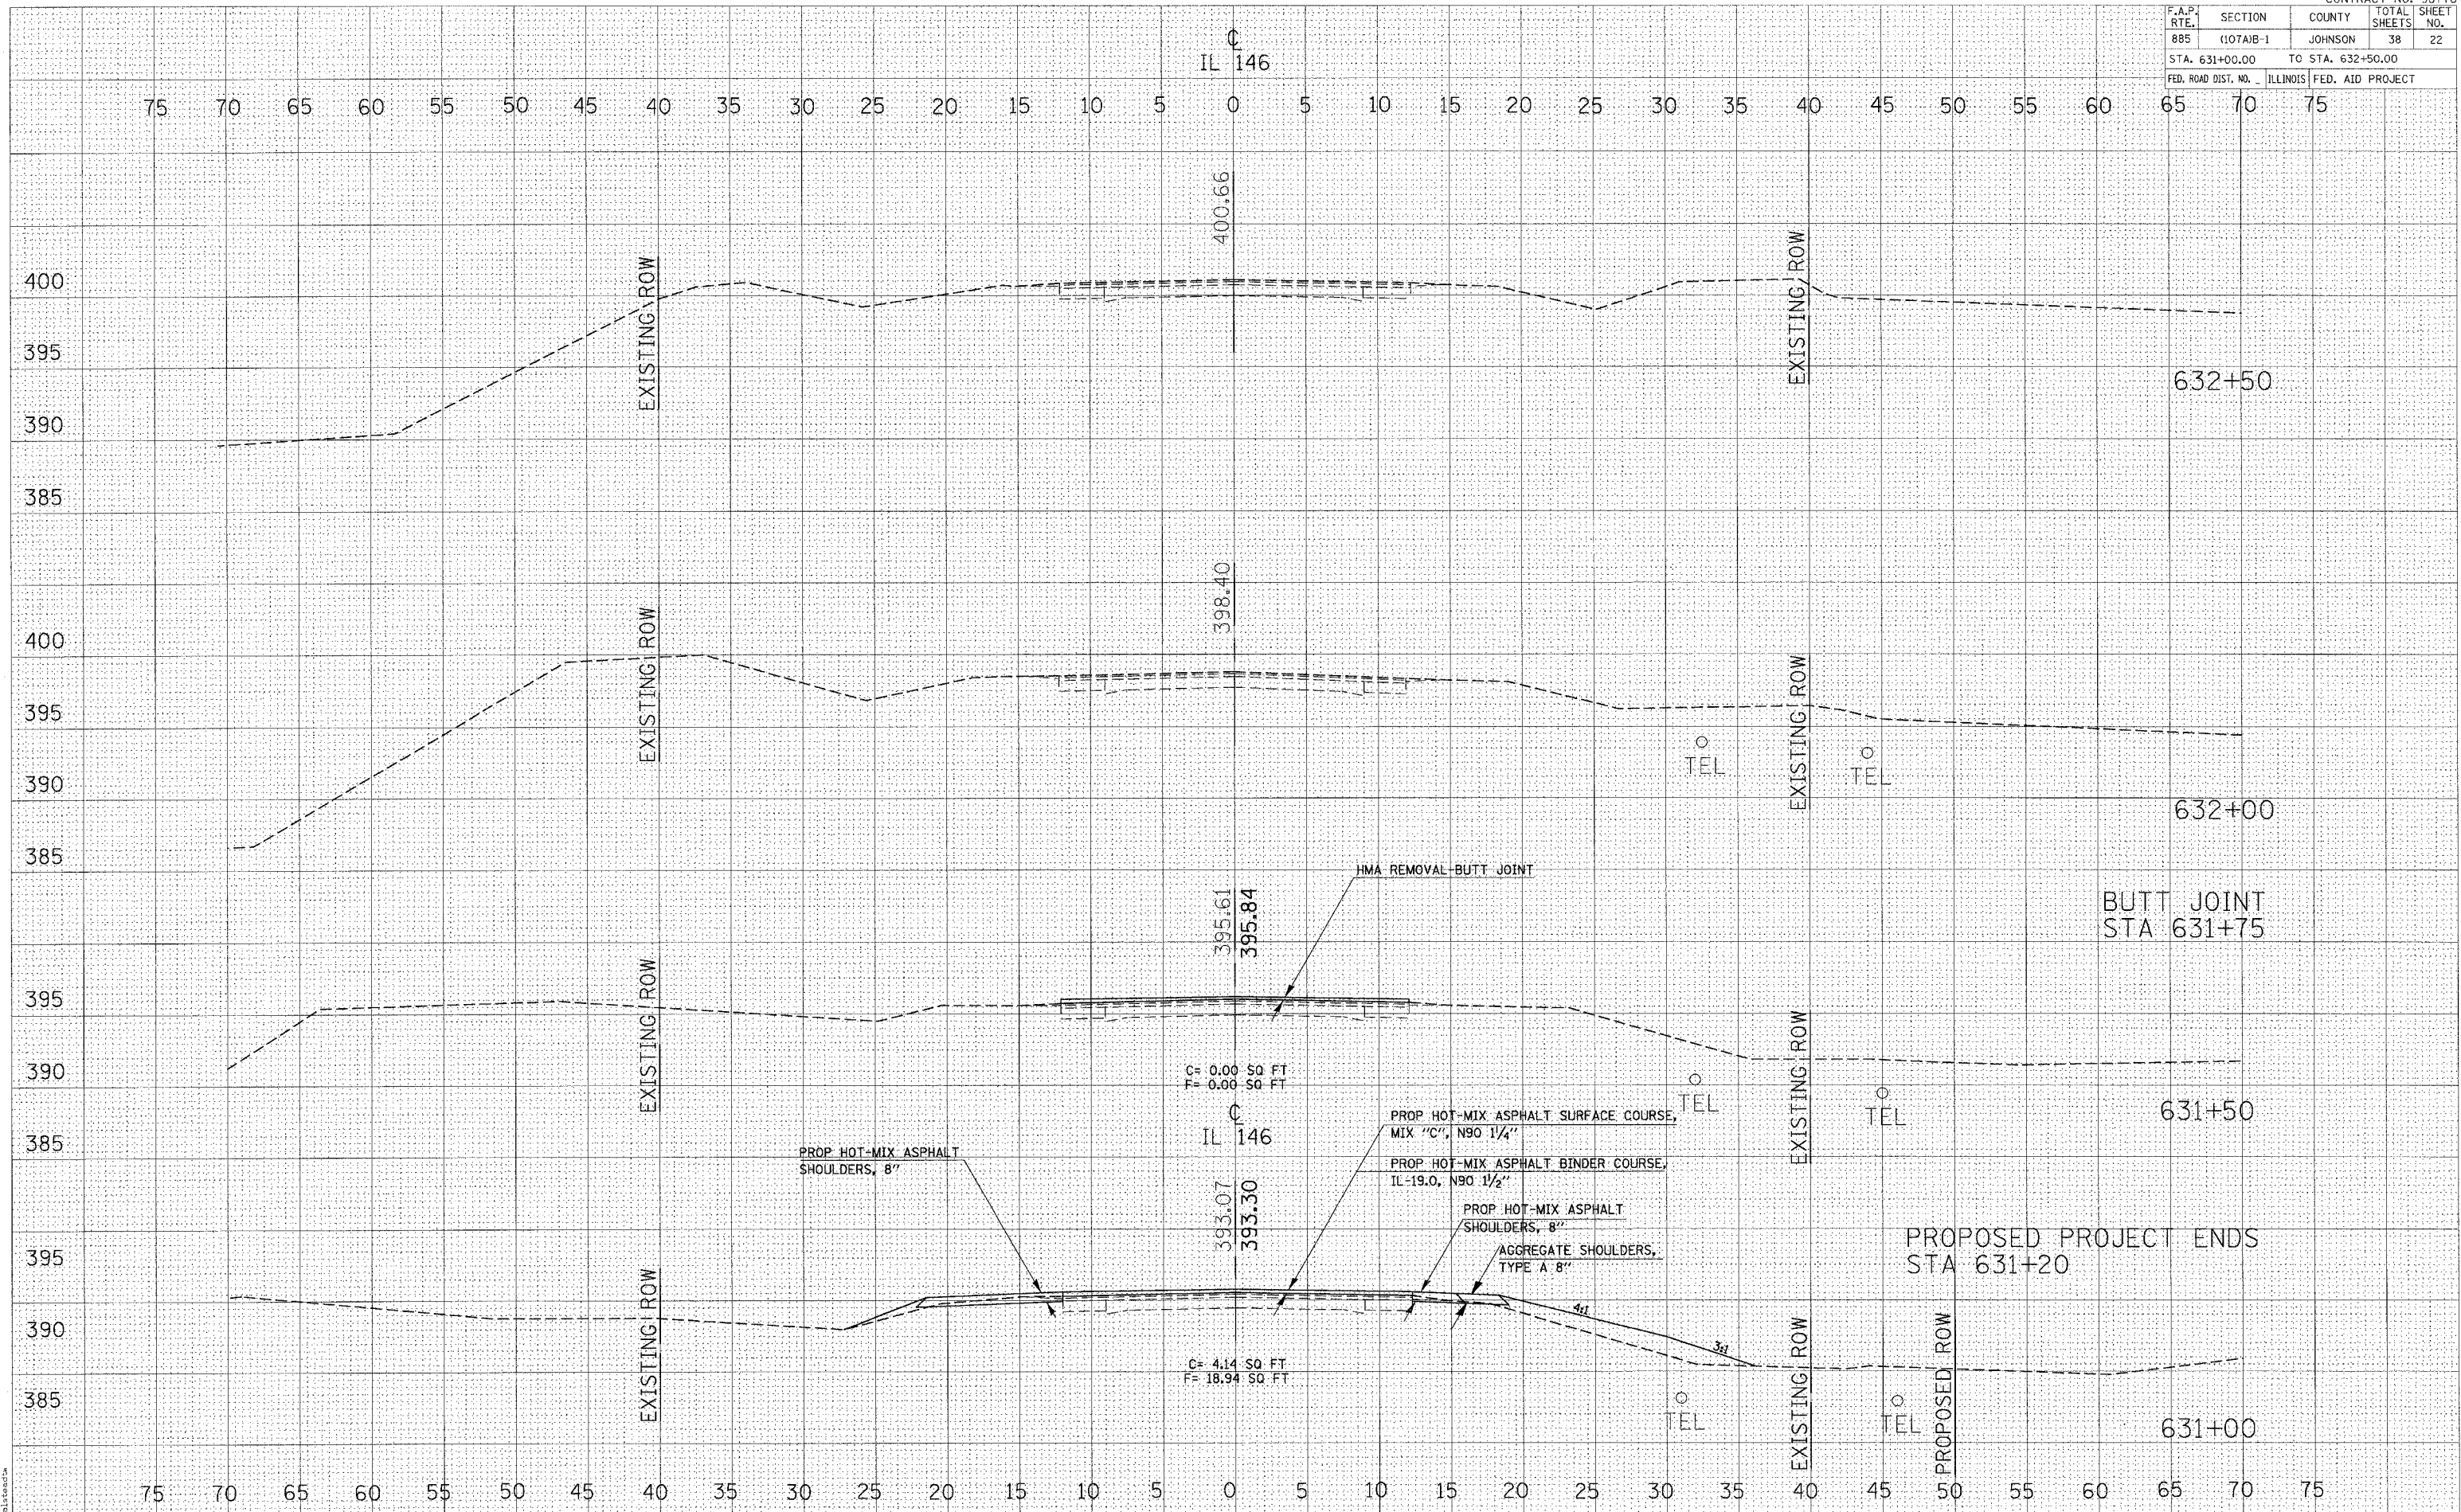 F.A.P. RTE. SECTION COUNTY TOTAL SHEETS SHEET NO.
885 (107A)B-1 JOHNSON 38 22
STA. 631+00.00 TO STA. 632+50.00
FED. ROAD DIST. NO. _ ILLINOIS FED. AID PROJECT
℄
IL 146
75 70 65 60 55 50 45 40 35 30 25 20 15 10 5 0 5 10 15 20 25 30 35 40 45 50 55 60 65 70 75
400.66
EXISTING ROW
EXISTING ROW
400
395
390
385
632+50
398.40
EXISTING ROW
EXISTING ROW
400
395
390
385
TEL
TEL
632+00
HMA REMOVAL-BUTT JOINT
395.61
395.84
BUTT JOINT
STA 631+75
EXISTING ROW
EXISTING ROW
395
390
385
C= 0.00 SQ FT
F= 0.00 SQ FT
TEL
TEL
631+50
℄
IL 146
PROP HOT-MIX ASPHALT
SHOULDERS, 8"
PROP HOT-MIX ASPHALT SURFACE COURSE,
MIX "C", N90 1/4"
PROP HOT-MIX ASPHALT BINDER COURSE,
IL-19.0, N90 1/2"
PROP HOT-MIX ASPHALT
SHOULDERS, 8"
AGGREGATE SHOULDERS,
TYPE A 8"
393.07
393.30
PROPOSED PROJECT ENDS
STA 631+20
395
390
385
4:1
3:1
EXISTING ROW
EXISTING ROW
PROPOSED ROW
C= 4.14 SQ FT
F= 18.94 SQ FT
TEL
TEL
631+00
75 70 65 60 55 50 45 40 35 30 25 20 15 10 5 0 5 10 15 20 25 30 35 40 45 50 55 60 65 70 75